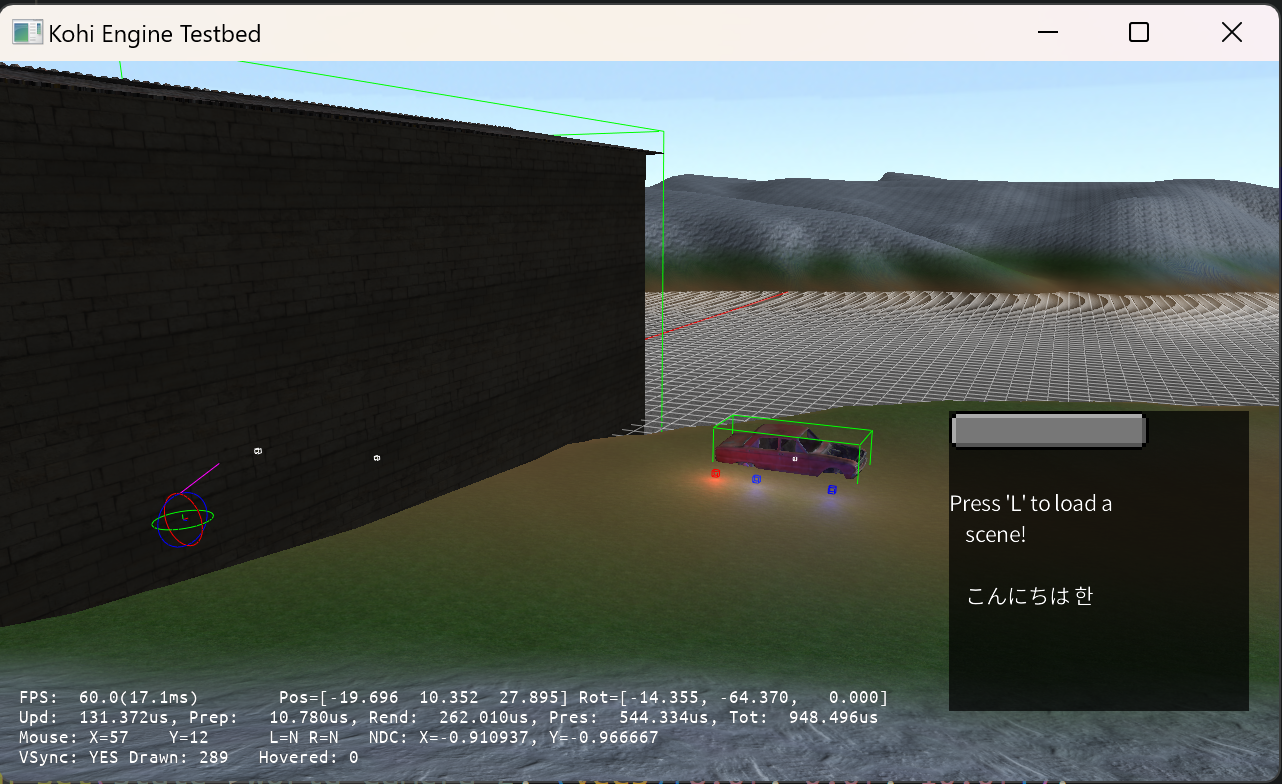 Kohi Engine Testbed
Press 'L' to load a
scene!
こんにちは 한
FPS: 60.0(17.1ms) Pos=[-19.696 10.352 27.895] Rot=[-14.355, -64.370, 0.000]
Upd: 131.372us, Prep: 10.780us, Rend: 262.010us, Pres: 544.334us, Tot: 948.496us
Mouse: X=57 Y=12 L=N R=N NDC: X=-0.910937, Y=-0.966667
VSync: YES Drawn: 289 Hovered: 0